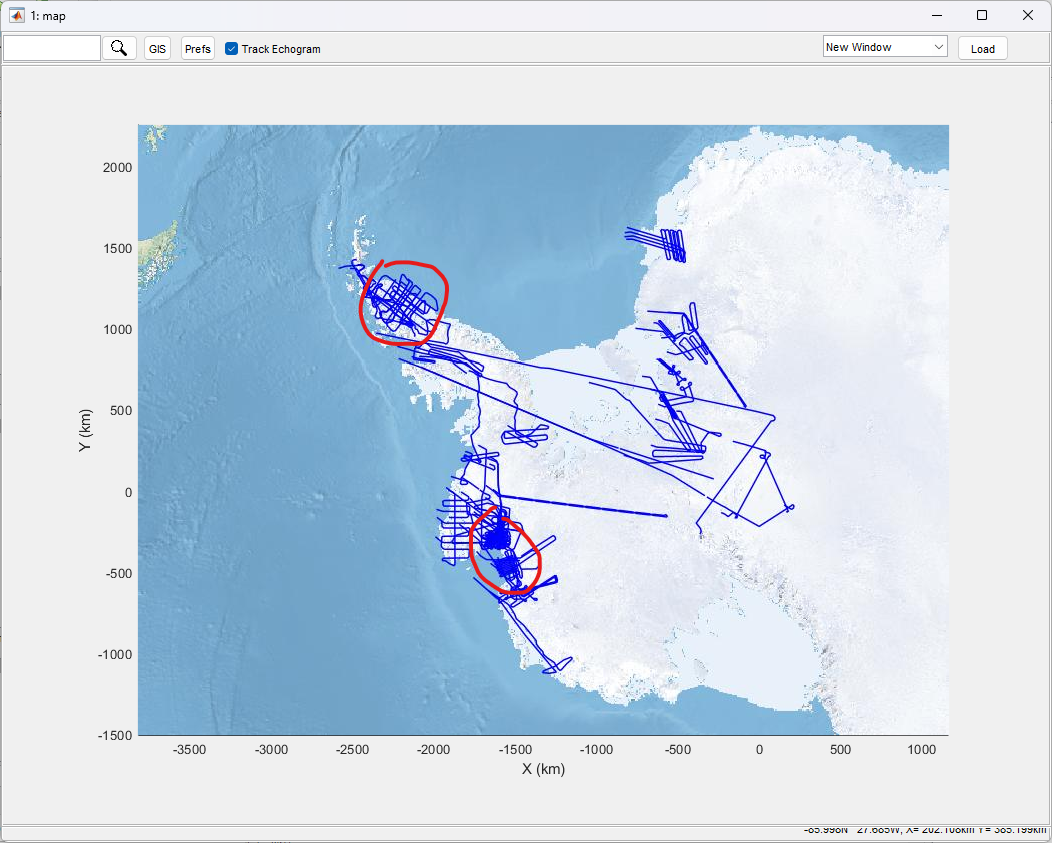 1: map
GIS Prefs Track Echogram New Window Load
2000
1500
1000
500
0
-500
-1000
-1500
Y (km)
-3500 -3000 -2500 -2000 -1500 -1000 -500 0 500 1000
X (km)
-85.998N 27.685W, X= 202.108km Y= 385.199km